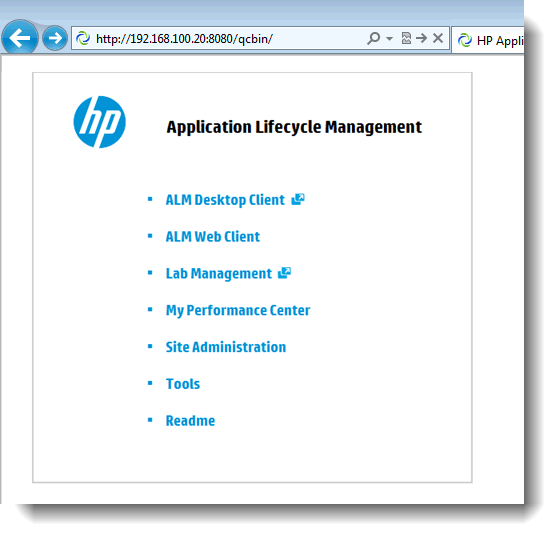 http://192.168.100.20:8080/qcbin/
HP Appli
hp
Application Lifecycle Management
ALM Desktop Client
ALM Web Client
Lab Management
My Performance Center
Site Administration
Tools
Readme